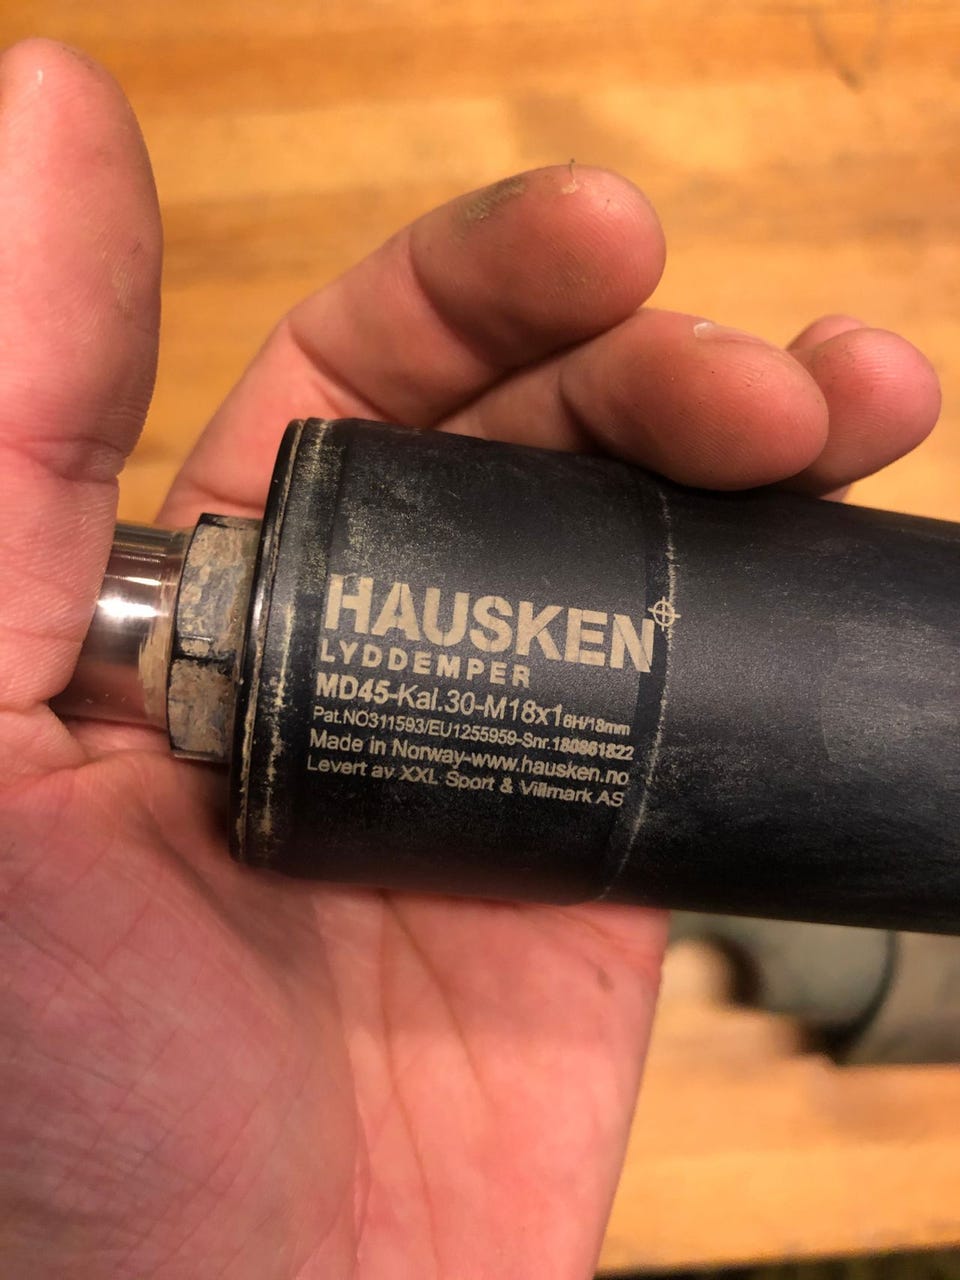 HAUSKEN
LYDDEMPER
MD45-Kal.30-M18x1 6H/18mm
Pat.NO311593/EU1255959-Snr.180861822
Made in Norway-www.hausken.no
Levert av XXL Sport & Villmark AS